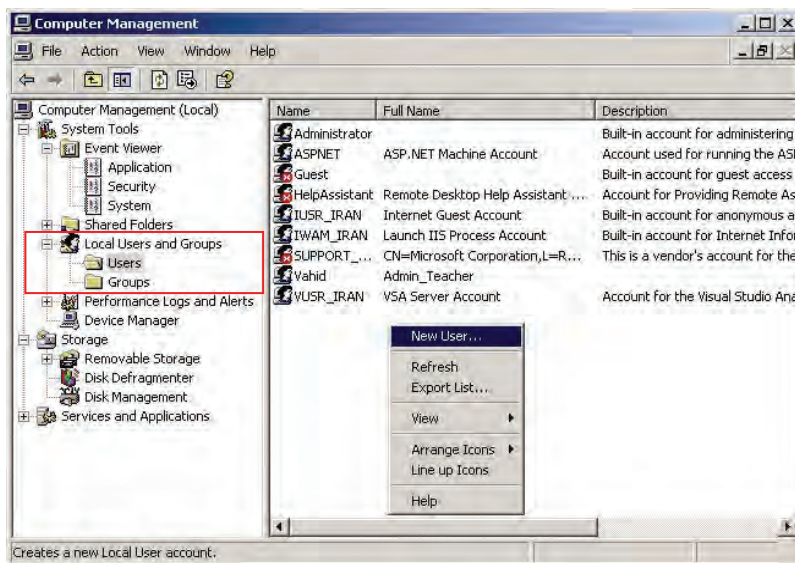 Computer Management
File Action View Window Help
Computer Management (Local)
System Tools
Event Viewer
Application
Security
System
Shared Folders
Local Users and Groups
Users
Groups
Performance Logs and Alerts
Device Manager
Storage
Removable Storage
Disk Defragmenter
Disk Management
Services and Applications
Name Full Name Description
Administrator Built-in account for administering
ASPNET ASP.NET Machine Account Account used for running the AS
Guest Built-in account for guest access
HelpAssistant Remote Desktop Help Assistant ... Account for Providing Remote As
IUSR_IRAN Internet Guest Account Built-in account for anonymous a
IWAM_IRAN Launch IIS Process Account Built-in account for Internet Infor
SUPPORT_... CN=Microsoft Corporation,L=R... This is a vendor's account for the
Vahid Admin_Teacher
VUSR_IRAN VSA Server Account Account for the Visual Studio Ana
New User...
Refresh
Export List...
View
Arrange Icons
Line up Icons
Help
Creates a new Local User account.